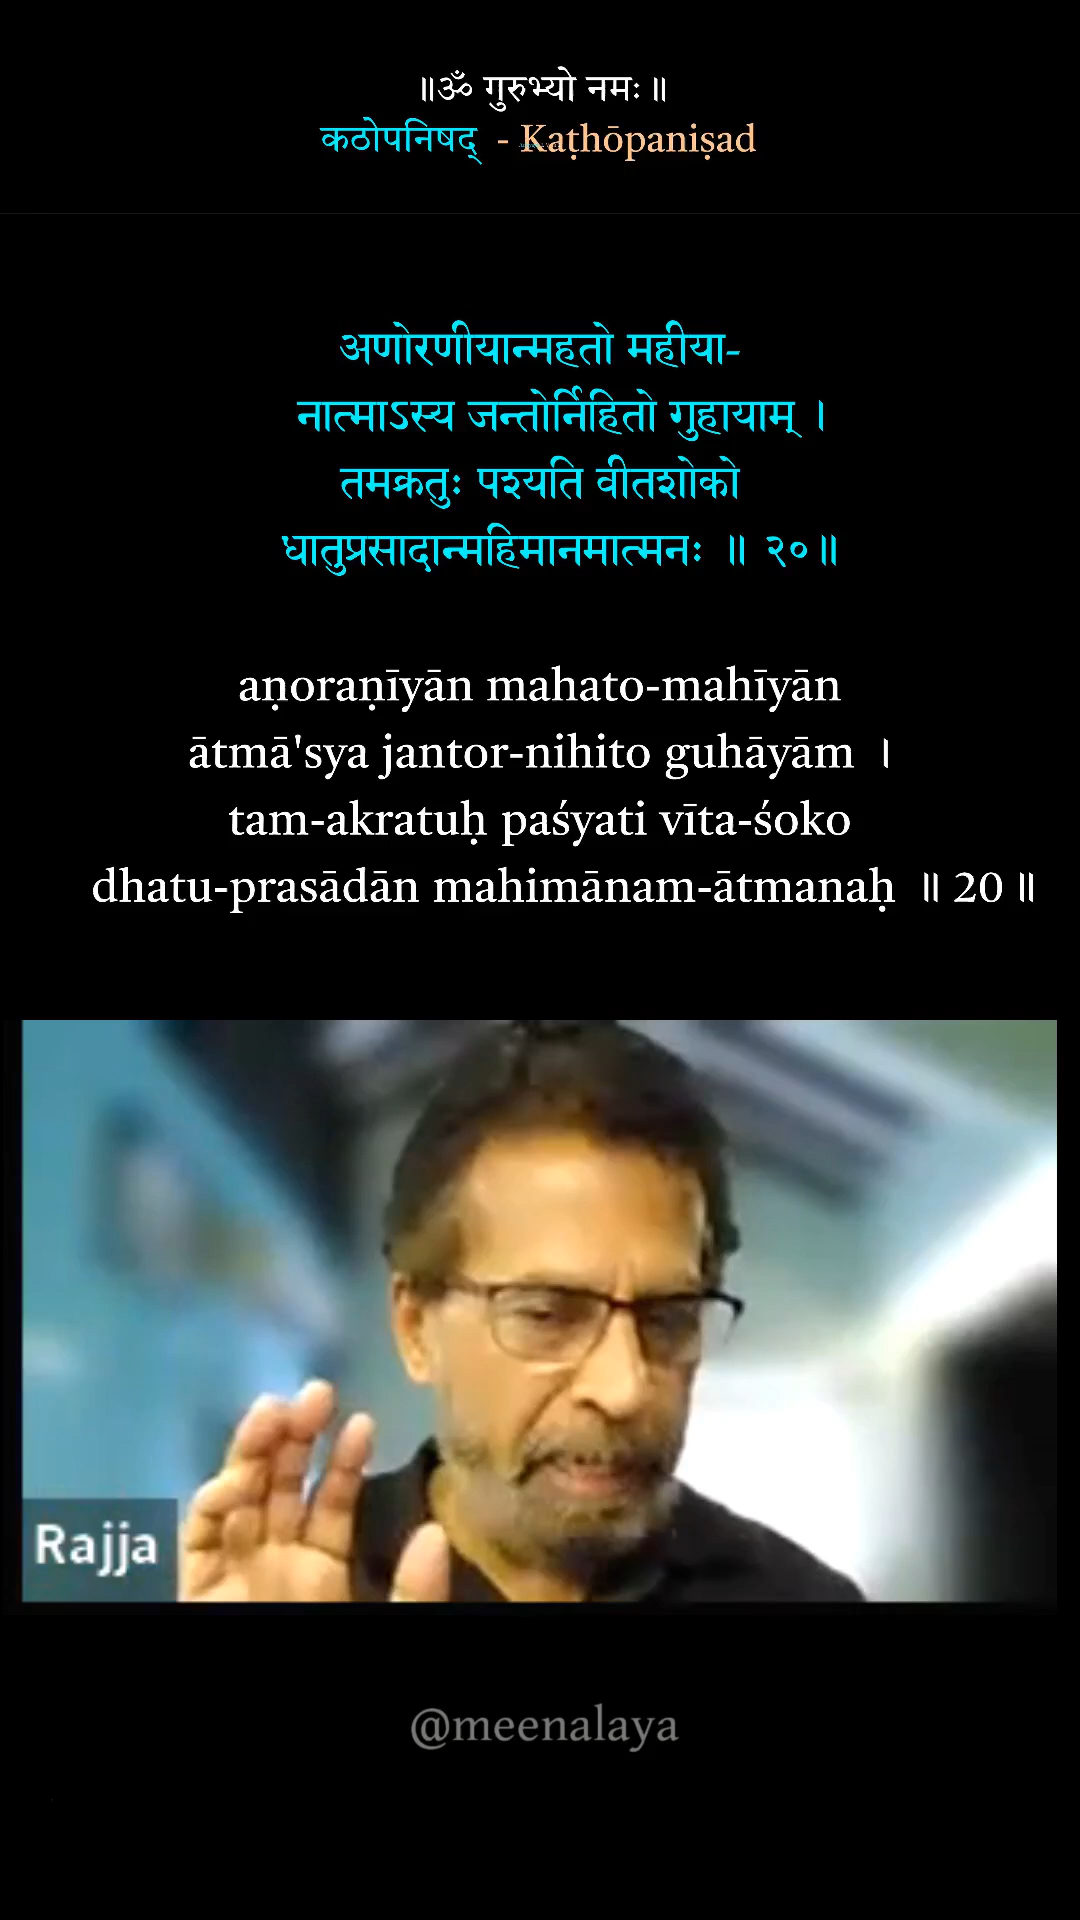 ॥ॐ गुरुभ्यो नमः॥
कठोपनिषद् - Kaṭhōpaniṣad
अणोरणीयान्महतो महीया-
नात्माऽस्य जन्तोर्निहितो गुहायाम् ।
तमक्रतुः पश्यति वीतशोको
धातुप्रसादान्महिमानमात्मनः ॥ २०॥
aṇoraṇīyān mahato-mahīyān
ātmā'sya jantor-nihito guhāyām ।
tam-akratuḥ paśyati vīta-śoko
dhatu-prasādān mahimānam-ātmanaḥ ॥ 20॥
Rajja
@meenalaya